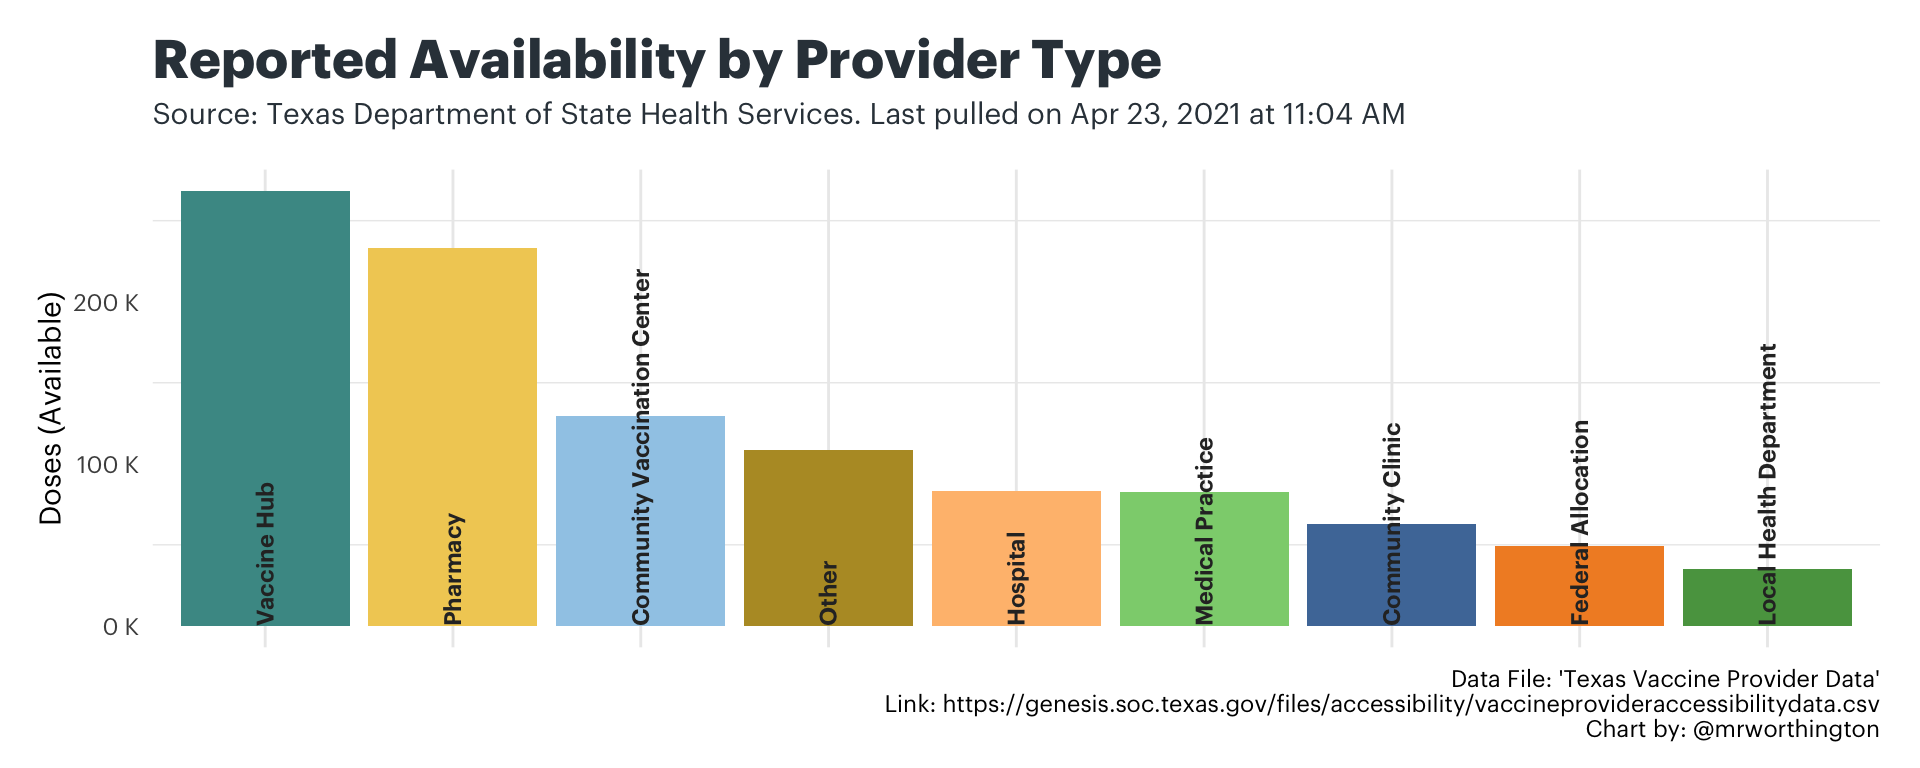 Reported Availability by Provider Type
Source: Texas Department of State Health Services. Last pulled on Apr 23, 2021 at 11:04 AM
Doses (Available)
200 K
100 K
0 K
Vaccine Hub
Pharmacy
Community Vaccination Center
Other
Hospital
Medical Practice
Community Clinic
Federal Allocation
Local Health Department
Data File: 'Texas Vaccine Provider Data'
Link: https://genesis.soc.texas.gov/files/accessibility/vaccineprovideraccessibilitydata.csv
Chart by: @mrworthington